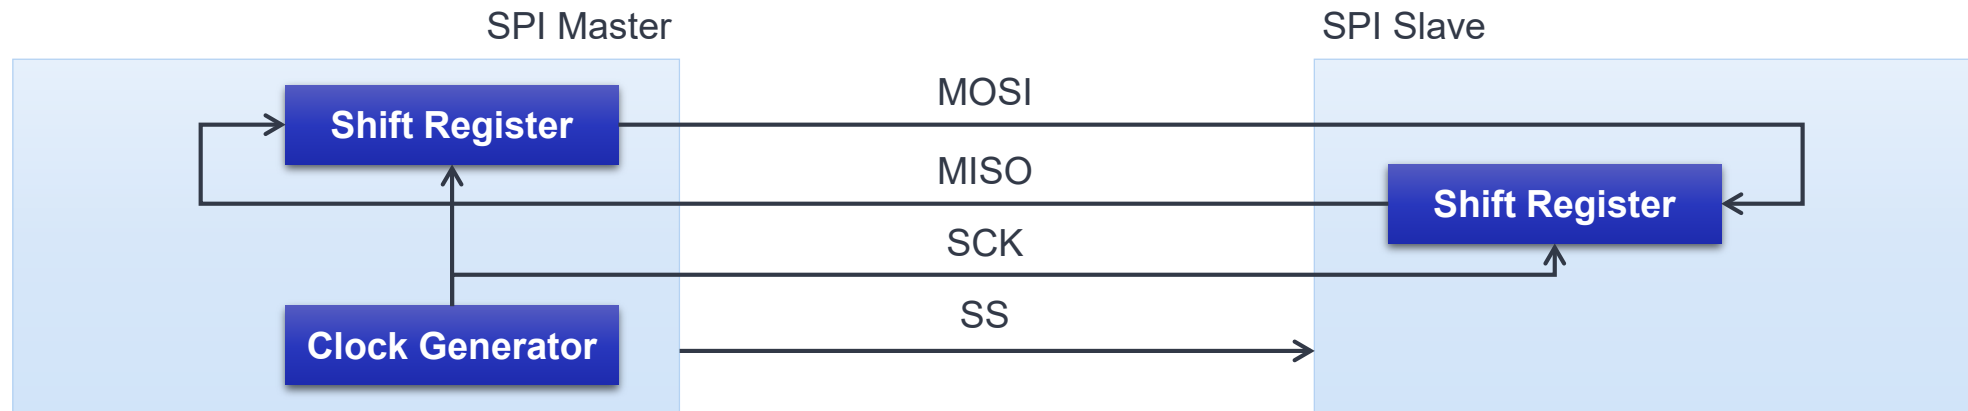 SPI Master
SPI Slave
MOSI
Shift Register
MISO
Shift Register
SCK
SS
Clock Generator